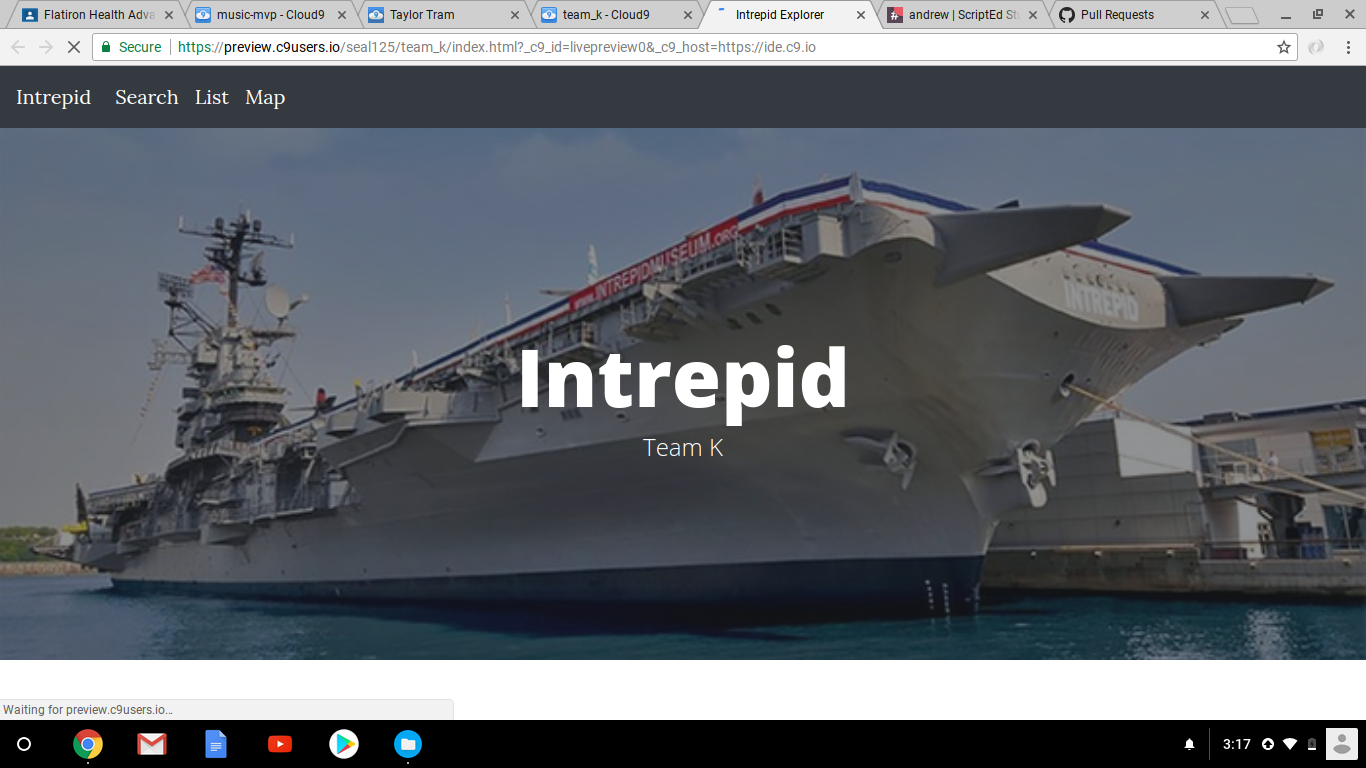 Flatiron Health Adva
music-mvp - Cloud9
Taylor Tram
team_k - Cloud9
Intrepid Explorer
andrew | ScriptEd St
Pull Requests
Secure https://preview.c9users.io/seal125/team_k/index.html?_c9_id=livepreview0&_c9_host=https://ide.c9.io
Intrepid Search List Map
www.INTREPIDMUSEUM.ORG
INTREPID
Intrepid
Team K
Waiting for preview.c9users.io...
3:17